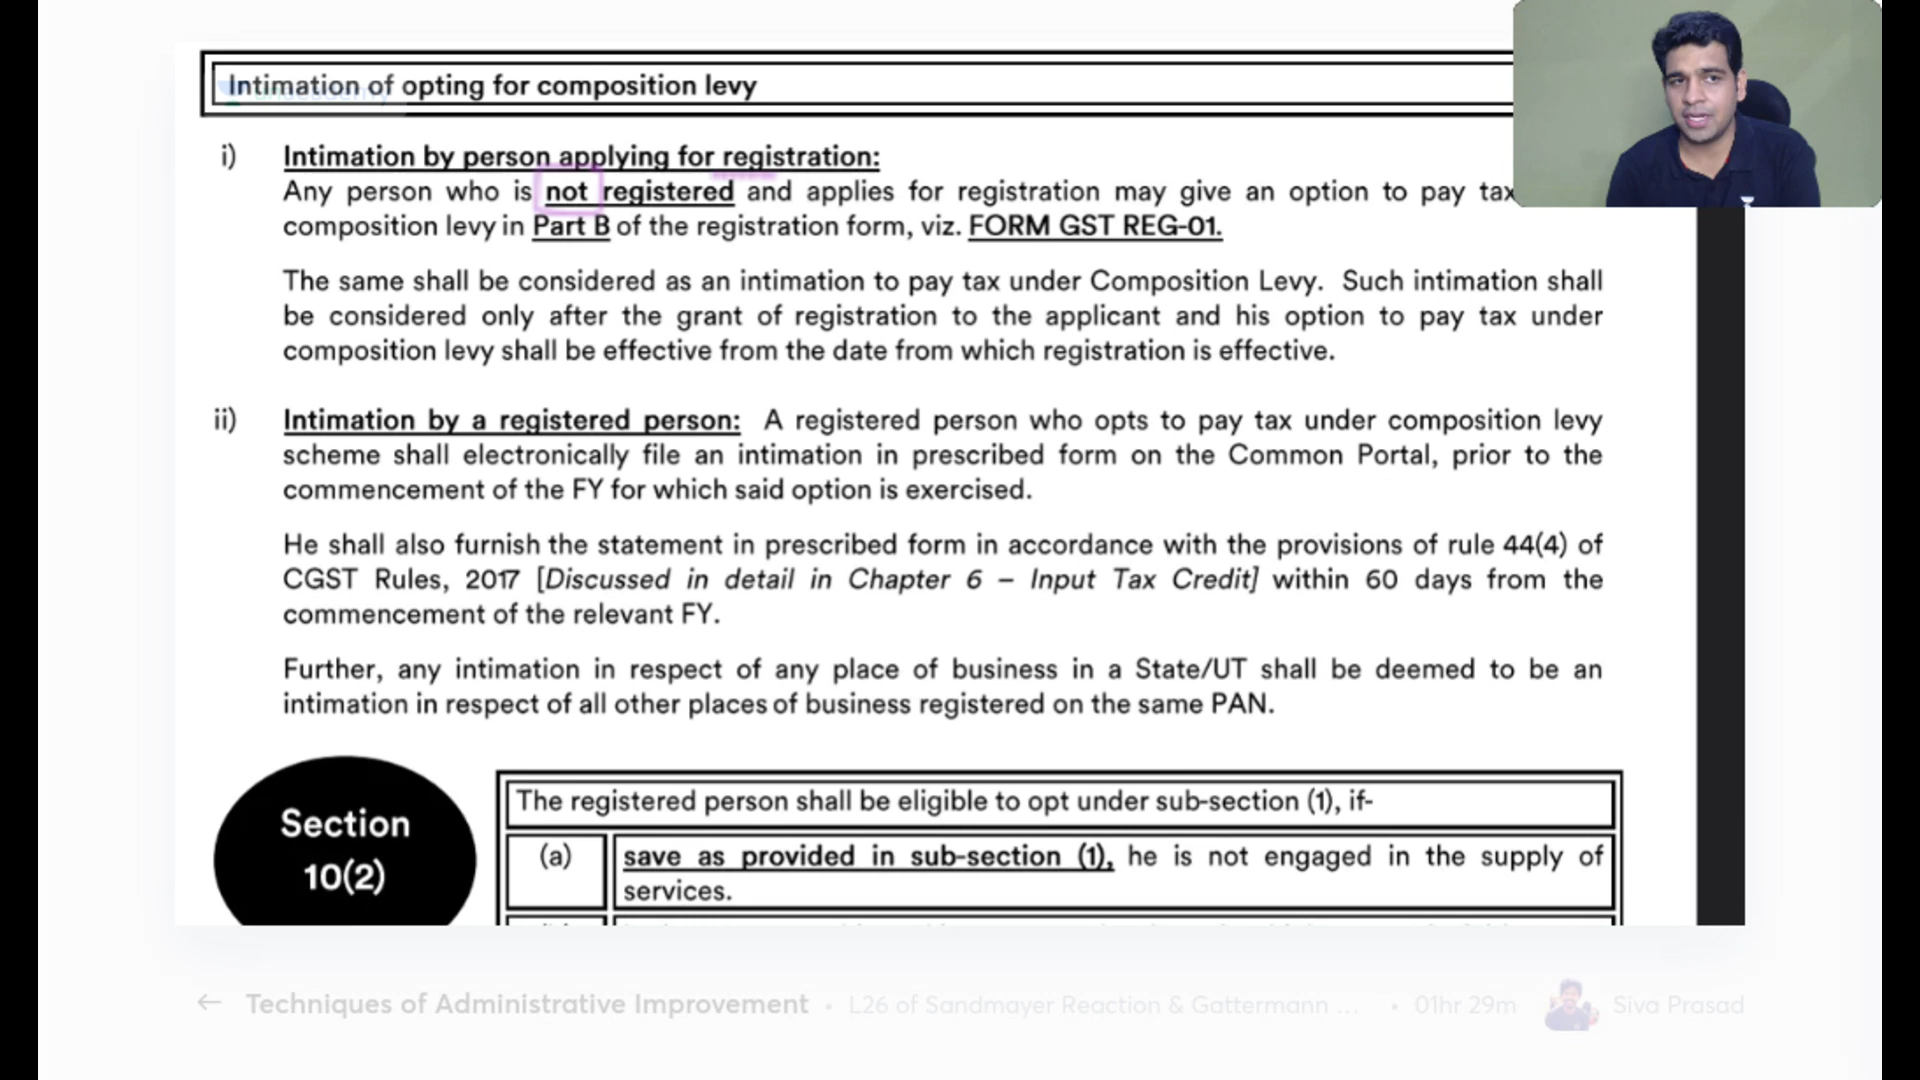 Intimation of opting for composition levy
i) Intimation by person applying for registration:
Any person who is not registered and applies for registration may give an option to pay tax
composition levy in Part B of the registration form, viz. FORM GST REG-01.
The same shall be considered as an intimation to pay tax under Composition Levy. Such intimation shall
be considered only after the grant of registration to the applicant and his option to pay tax under
composition levy shall be effective from the date from which registration is effective.
ii) Intimation by a registered person: A registered person who opts to pay tax under composition levy
scheme shall electronically file an intimation in prescribed form on the Common Portal, prior to the
commencement of the FY for which said option is exercised.
He shall also furnish the statement in prescribed form in accordance with the provisions of rule 44(4) of
CGST Rules, 2017 [Discussed in detail in Chapter 6 – Input Tax Credit] within 60 days from the
commencement of the relevant FY.
Further, any intimation in respect of any place of business in a State/UT shall be deemed to be an
intimation in respect of all other places of business registered on the same PAN.
Section
10(2)
The registered person shall be eligible to opt under sub-section (1), if-
(a) save as provided in sub-section (1), he is not engaged in the supply of
services.
← Techniques of Administrative Improvement • L26 of Sandmayer Reaction & Gattermann ... • 01hr 29m Siva Prasad